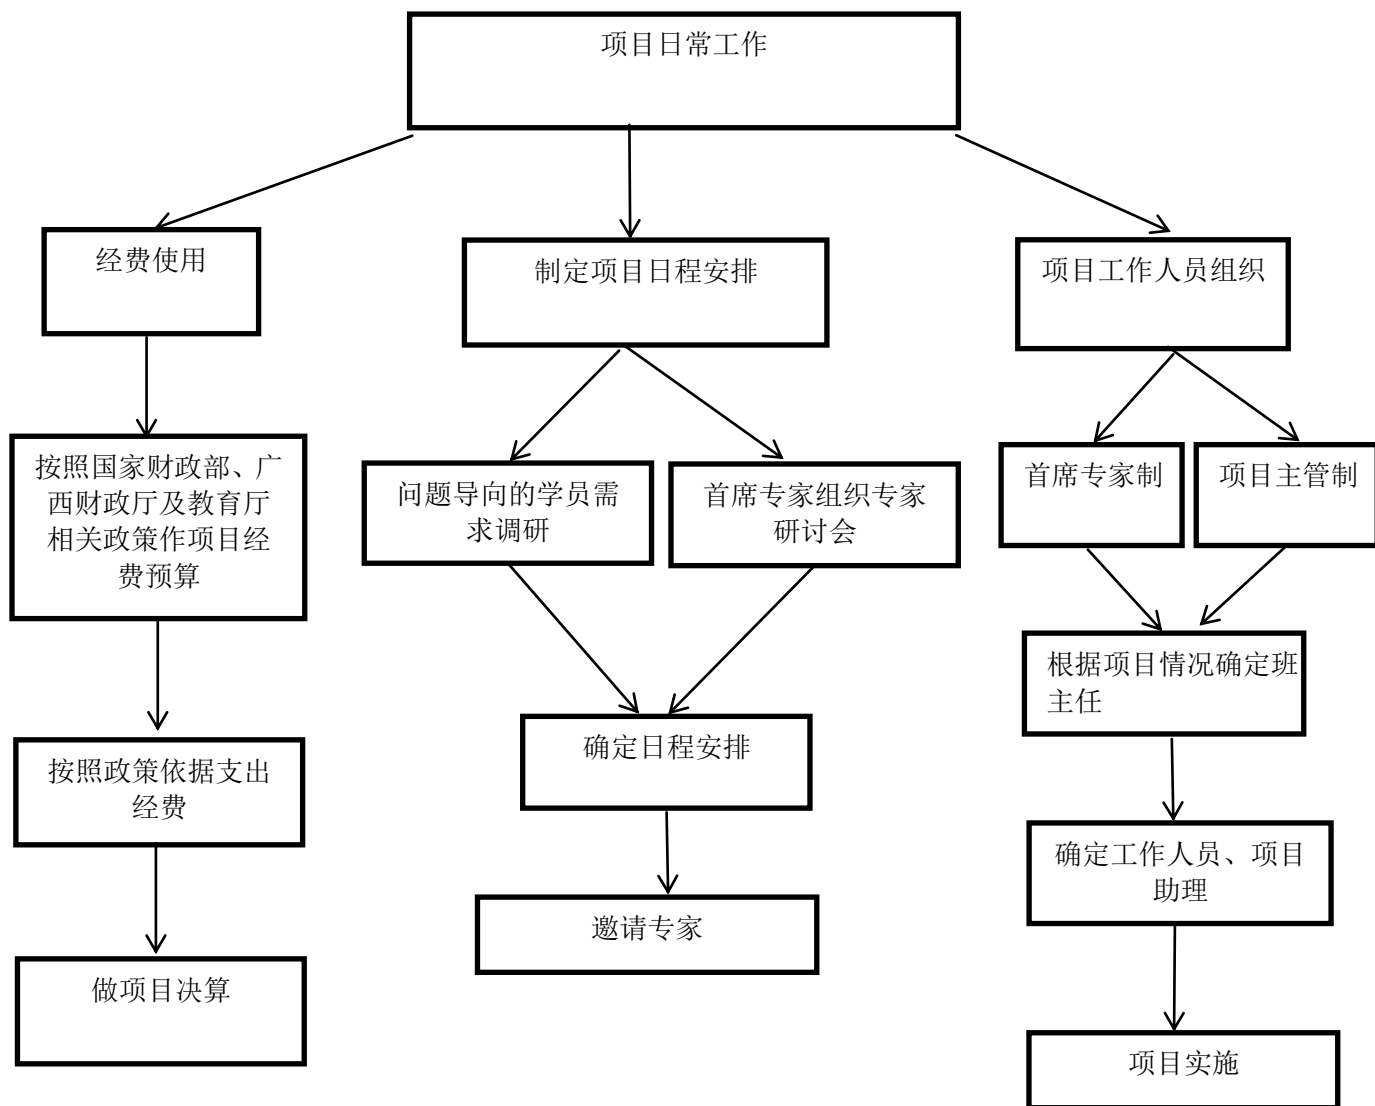 项目日常工作
经费使用
制定项目日程安排
项目工作人员组织
按照国家财政部、广
西财政厅及教育厅
相关政策作项目经
费预算
问题导向的学员需
求调研
首席专家组织专家
研讨会
首席专家制
项目主管制
根据项目情况确定班
主任
按照政策依据支出
经费
确定日程安排
确定工作人员、项目
助理
邀请专家
做项目决算
项目实施